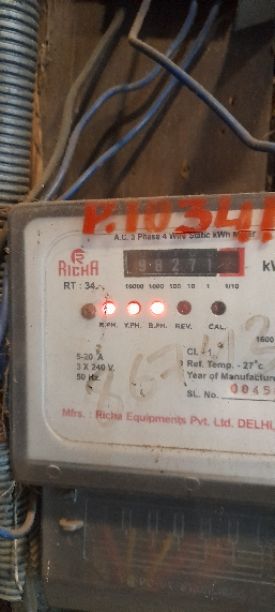 P.1034
A.C. 3 Phase 4 Wire Static kWh Meter
RICHA
98271
RT : 34
10000 1000 100 10 1 1/10
R.PH. Y.PH. B.PH. REV. CAL.
1600
5-20 A
3 X 240 V
50 Hz.
CL - 1
Ref. Temp. - 27°c
Year of Manufactur
SL. No. 0045
Mfrs. : Richa Equipments Pvt. Ltd. DELHI